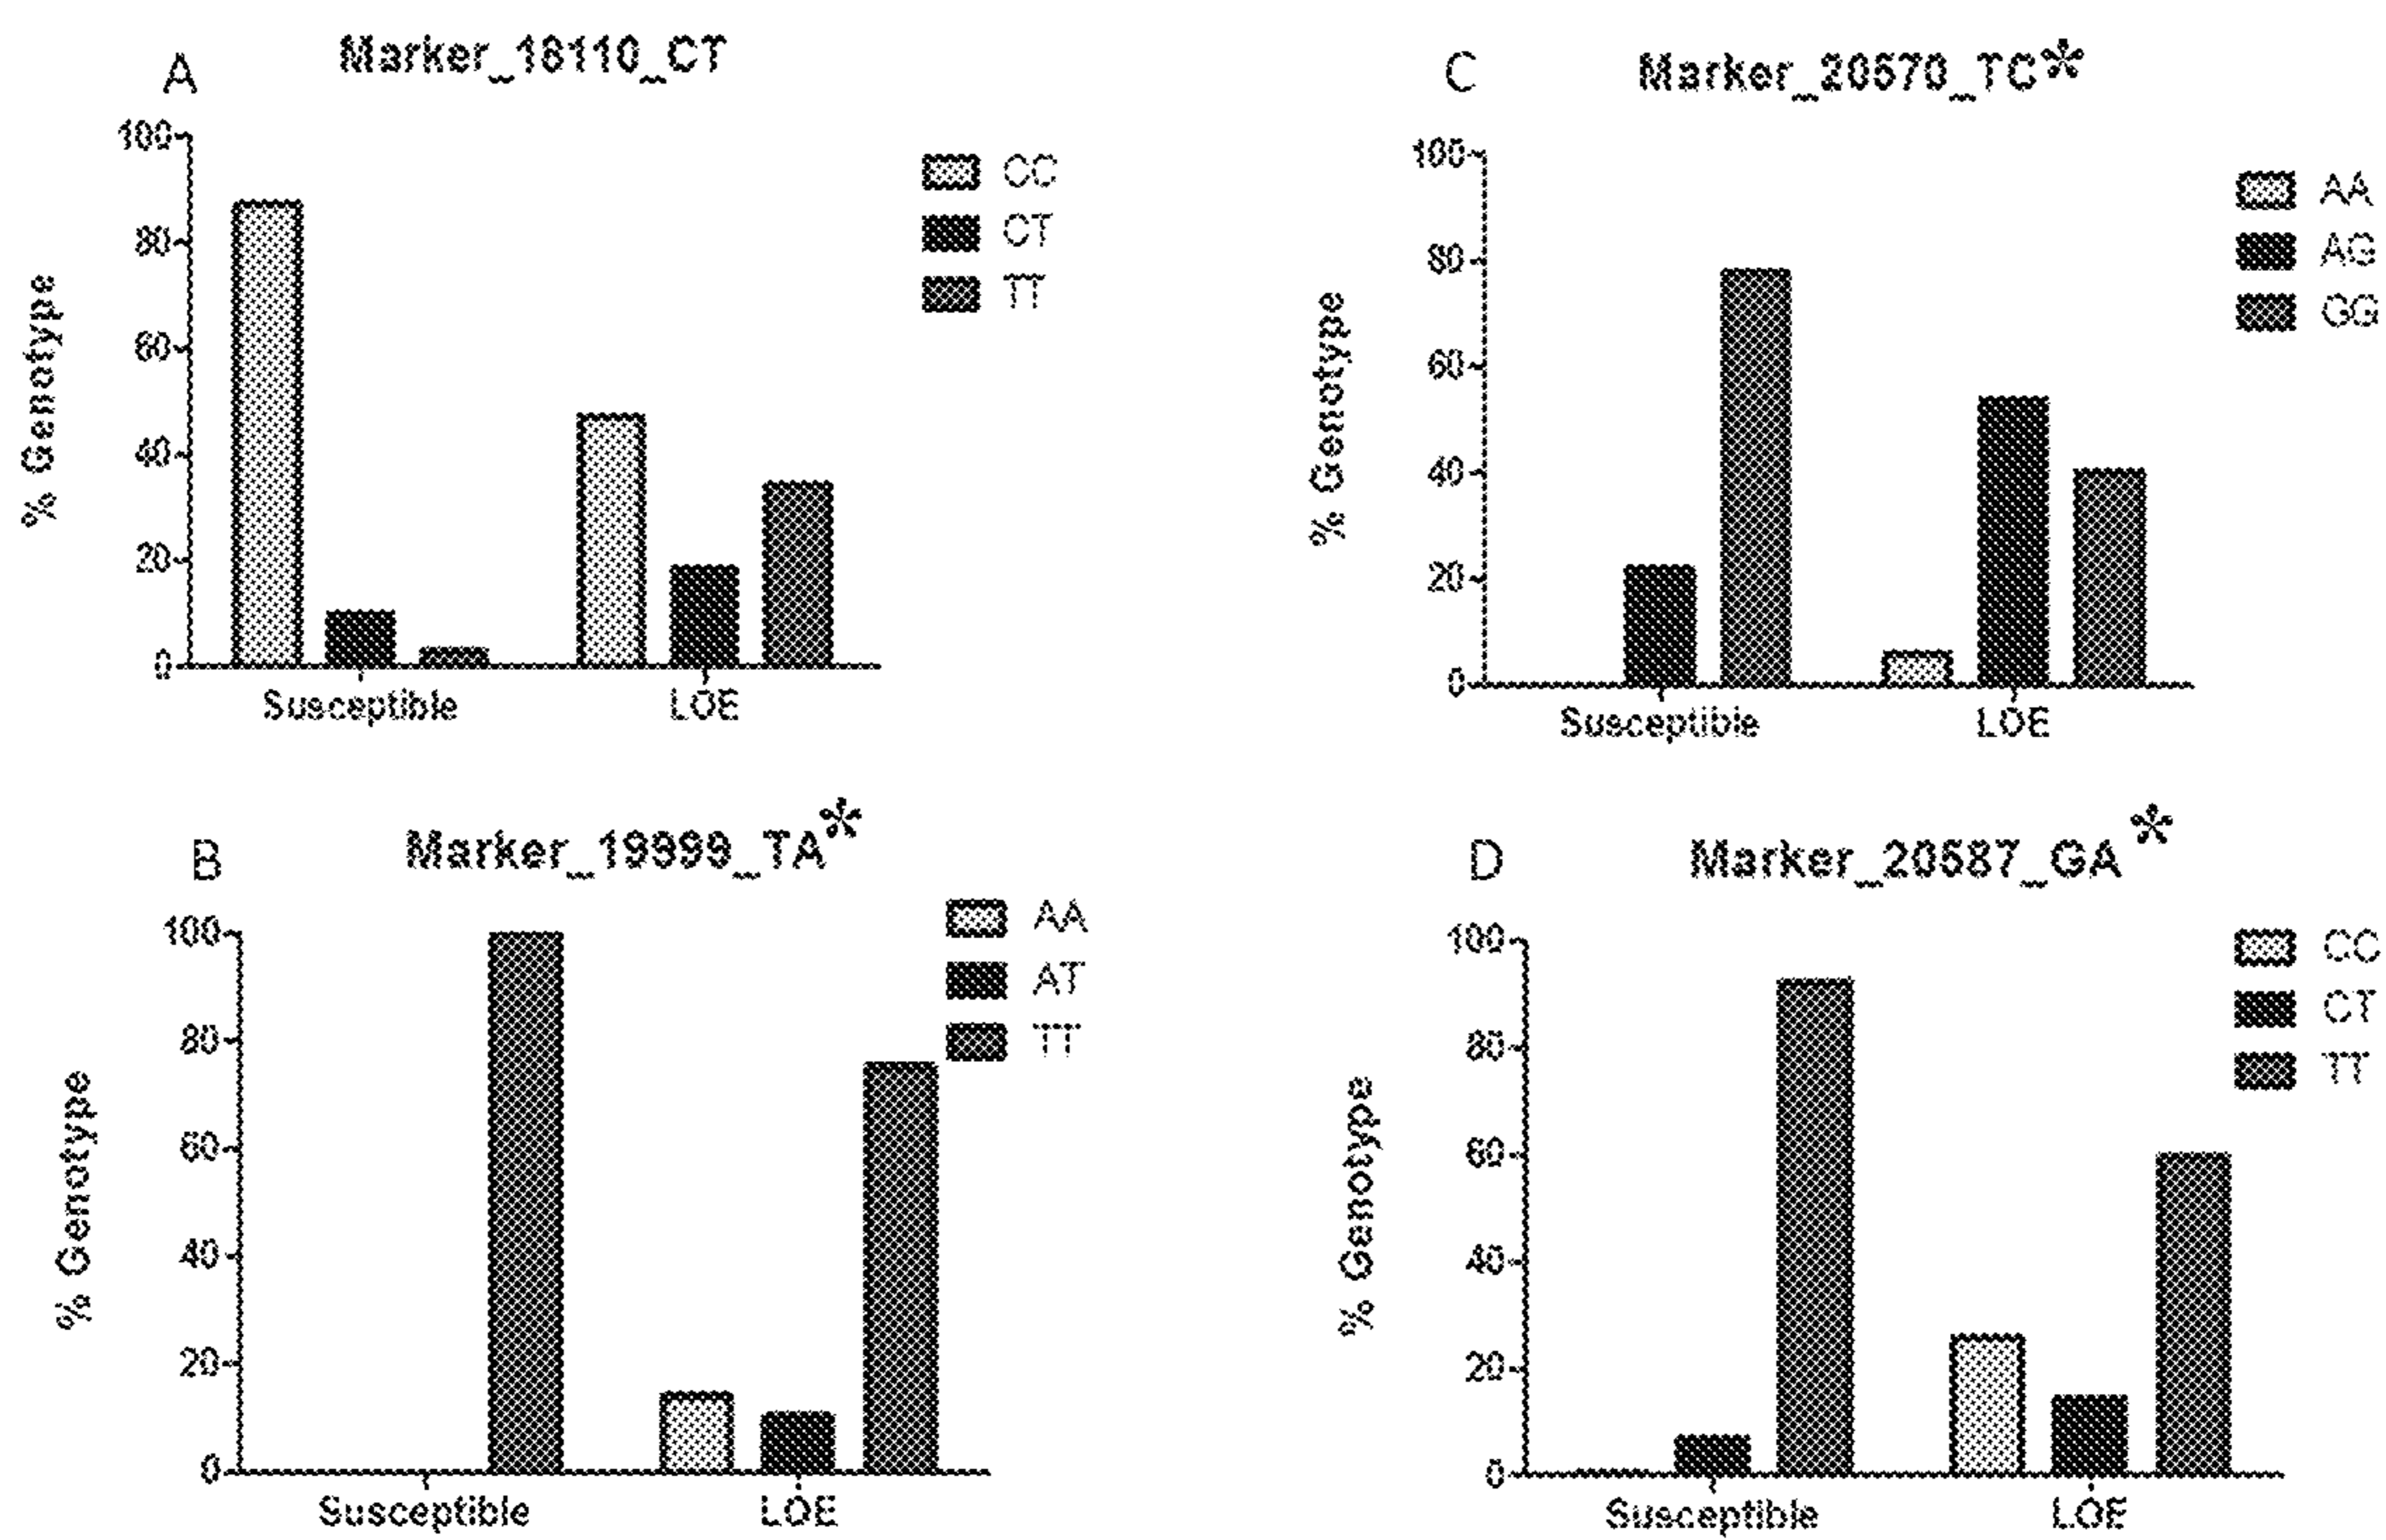 A
Marker_18110_CT
% Genotype
100
80
60
40
20
0
Susceptible
LOE
CC
CT
TT
B
Marker_19999_TA*
% Genotype
100
80
60
40
20
0
Susceptible
LOE
AA
AT
TT
C
Marker_20570_TC*
% Genotype
100
80
60
40
20
0
Susceptible
LOE
AA
AG
GG
D
Marker_20587_GA*
% Genotype
100
80
60
40
20
0
Susceptible
LOE
CC
CT
TT